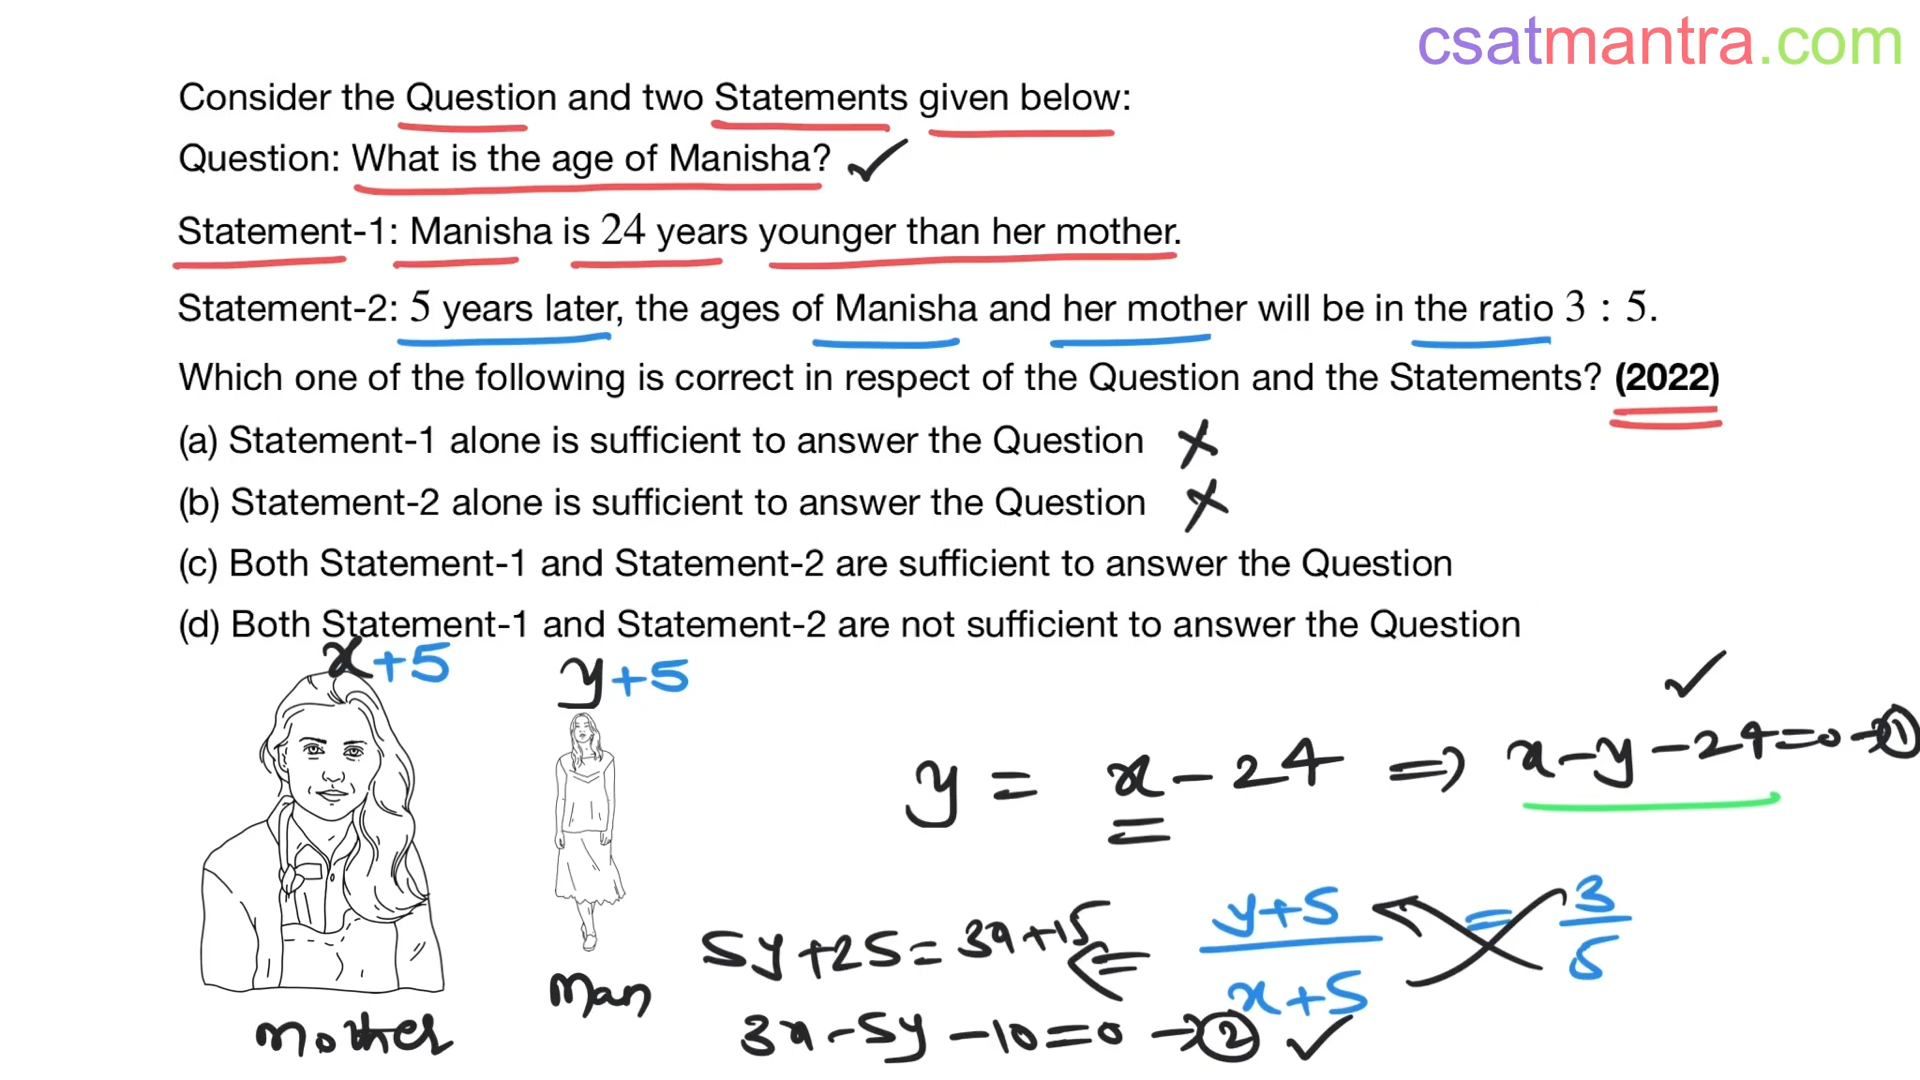 csatmantra.com
Consider the Question and two Statements given below:
Question: What is the age of Manisha?
Statement-1: Manisha is 24 years younger than her mother.
Statement-2: 5 years later, the ages of Manisha and her mother will be in the ratio 3 : 5.
Which one of the following is correct in respect of the Question and the Statements? (2022)
(a) Statement-1 alone is sufficient to answer the Question
(b) Statement-2 alone is sufficient to answer the Question
(c) Both Statement-1 and Statement-2 are sufficient to answer the Question
(d) Both Statement-1 and Statement-2 are not sufficient to answer the Question
x+5
y+5
y = x-24 ⇒ x-y-24=0→①
y+5/x+5 = 3/5
5y+25=3x+15
3x-5y-10=0→②
Mother
Man